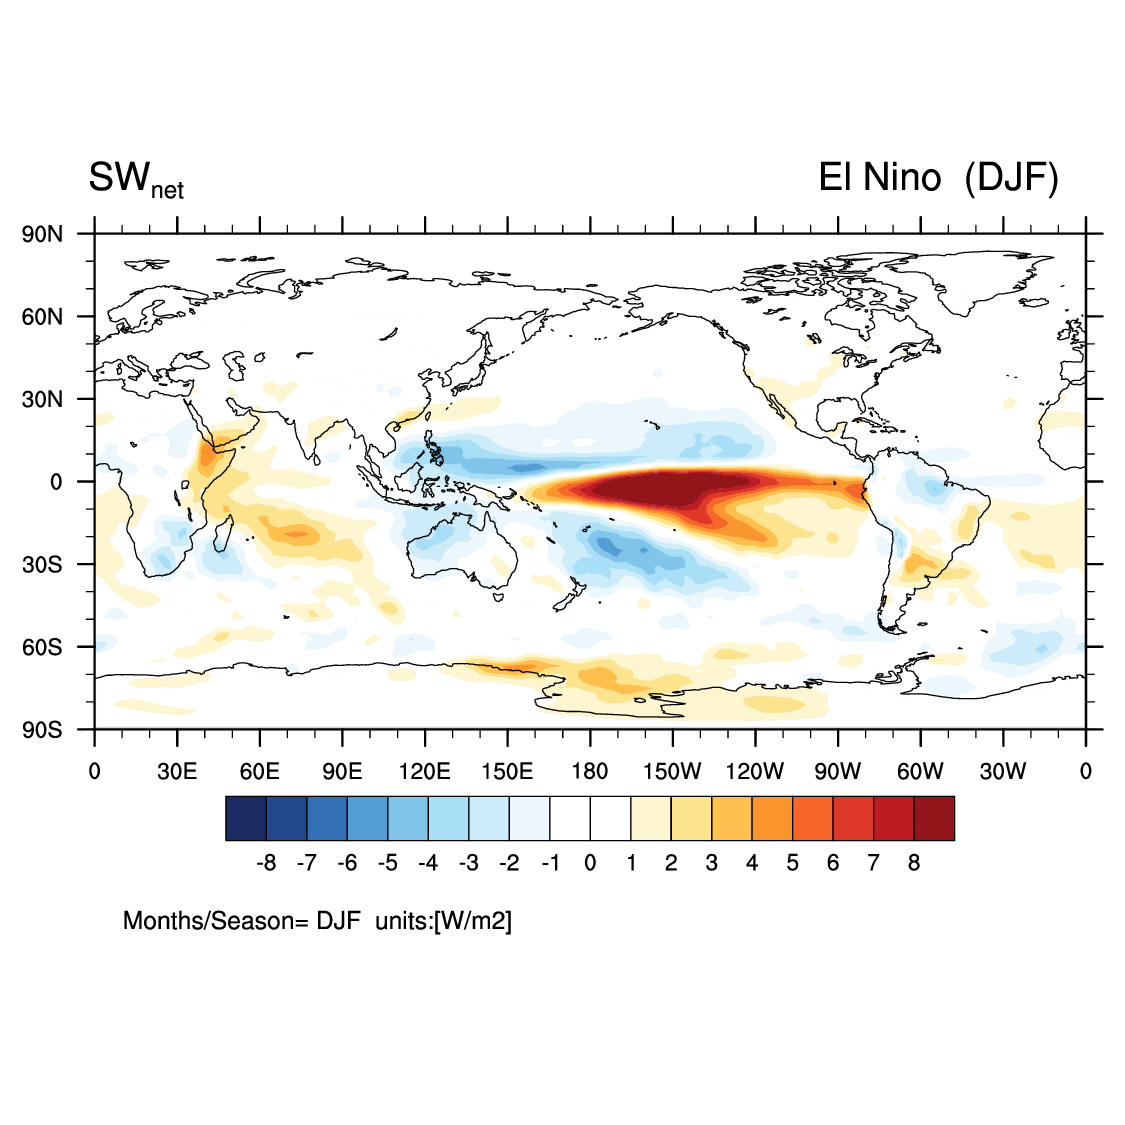 SWnet El Nino (DJF)
90N
60N
30N
0
30S
60S
90S
0 30E 60E 90E 120E 150E 180 150W 120W 90W 60W 30W 0
-8 -7 -6 -5 -4 -3 -2 -1 0 1 2 3 4 5 6 7 8
Months/Season= DJF units:[W/m2]